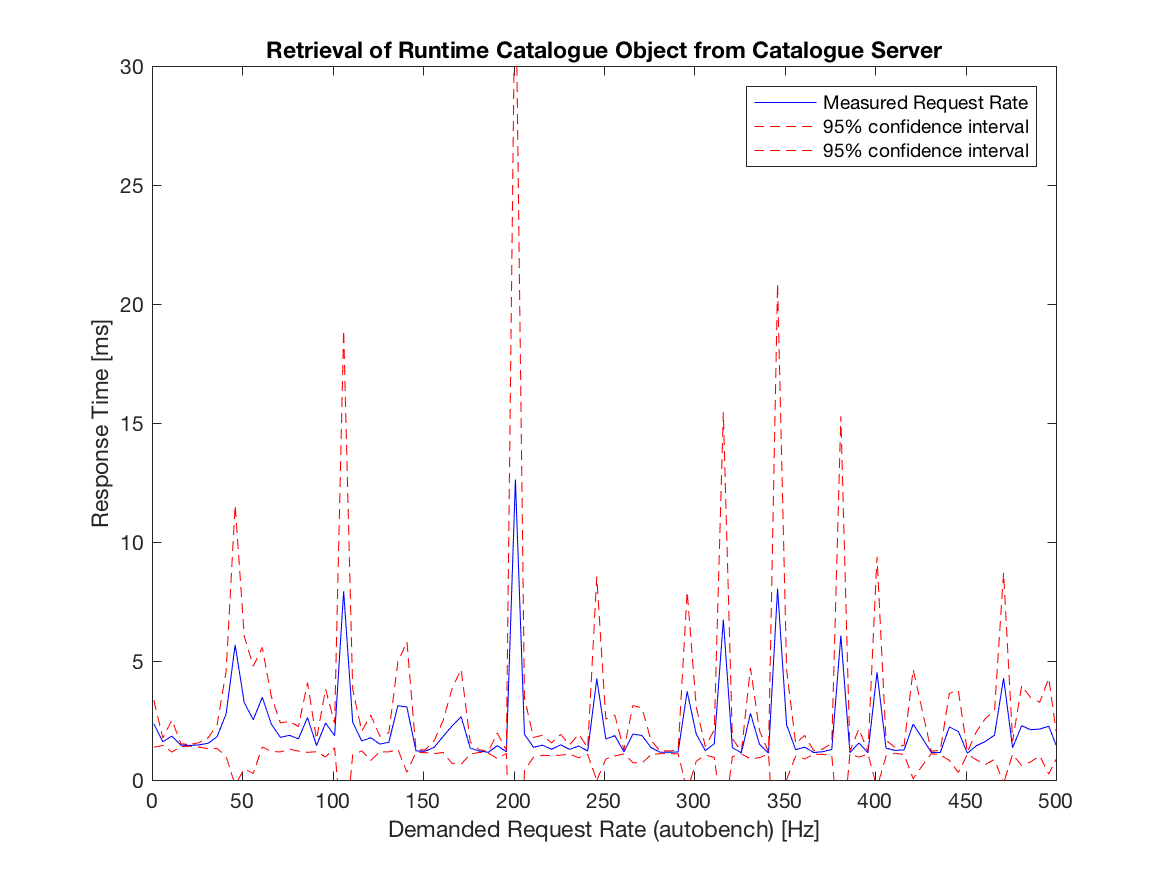 Retrieval of Runtime Catalogue Object from Catalogue Server
Measured Request Rate
95% confidence interval
95% confidence interval
Response Time [ms]
30
25
20
15
10
5
0
0 50 100 150 200 250 300 350 400 450 500
Demanded Request Rate (autobench) [Hz]